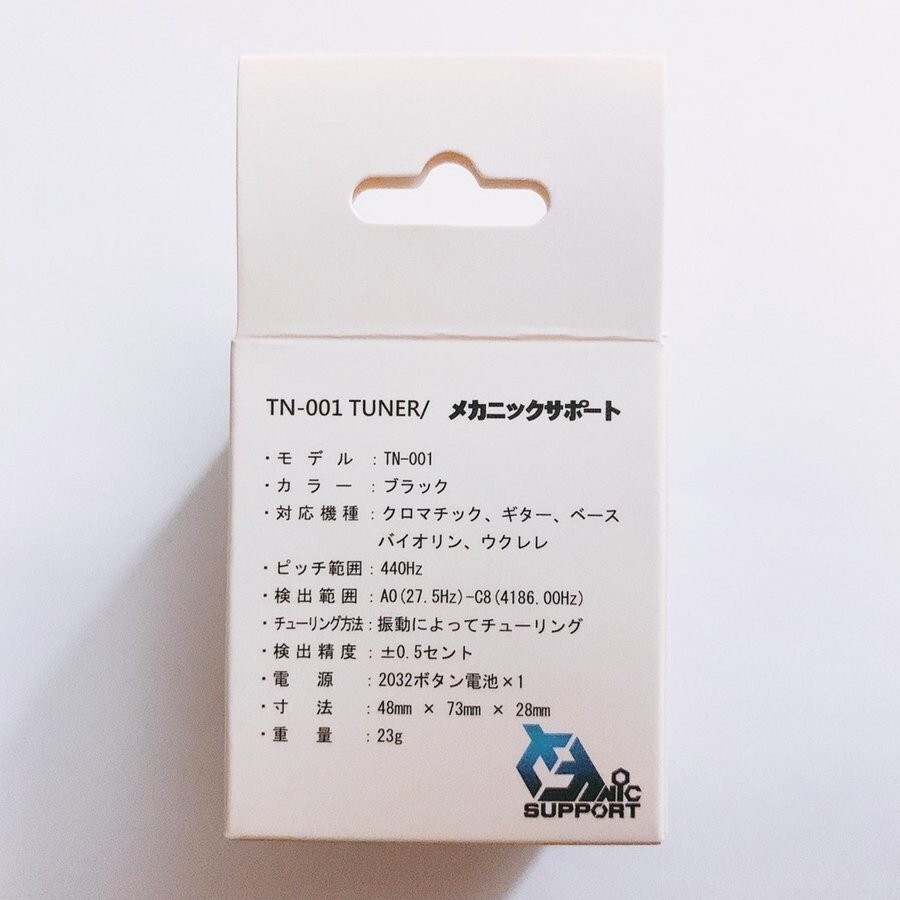 TN-001 TUNER/ メカニックサポート
・モデル：TN-001
・カラー：ブラック
・対応機種：クロマチック、ギター、ベース
バイオリン、ウクレレ
・ピッチ範囲：440Hz
・検出範囲：A0(27.5Hz)-C8(4186.00Hz)
・チューリング方法：振動によってチューリング
・検出精度：±0.5セント
・電源：2032ボタン電池×1
・寸法：48mm × 73mm × 28mm
・重量：23g
NIC
SUPPORT